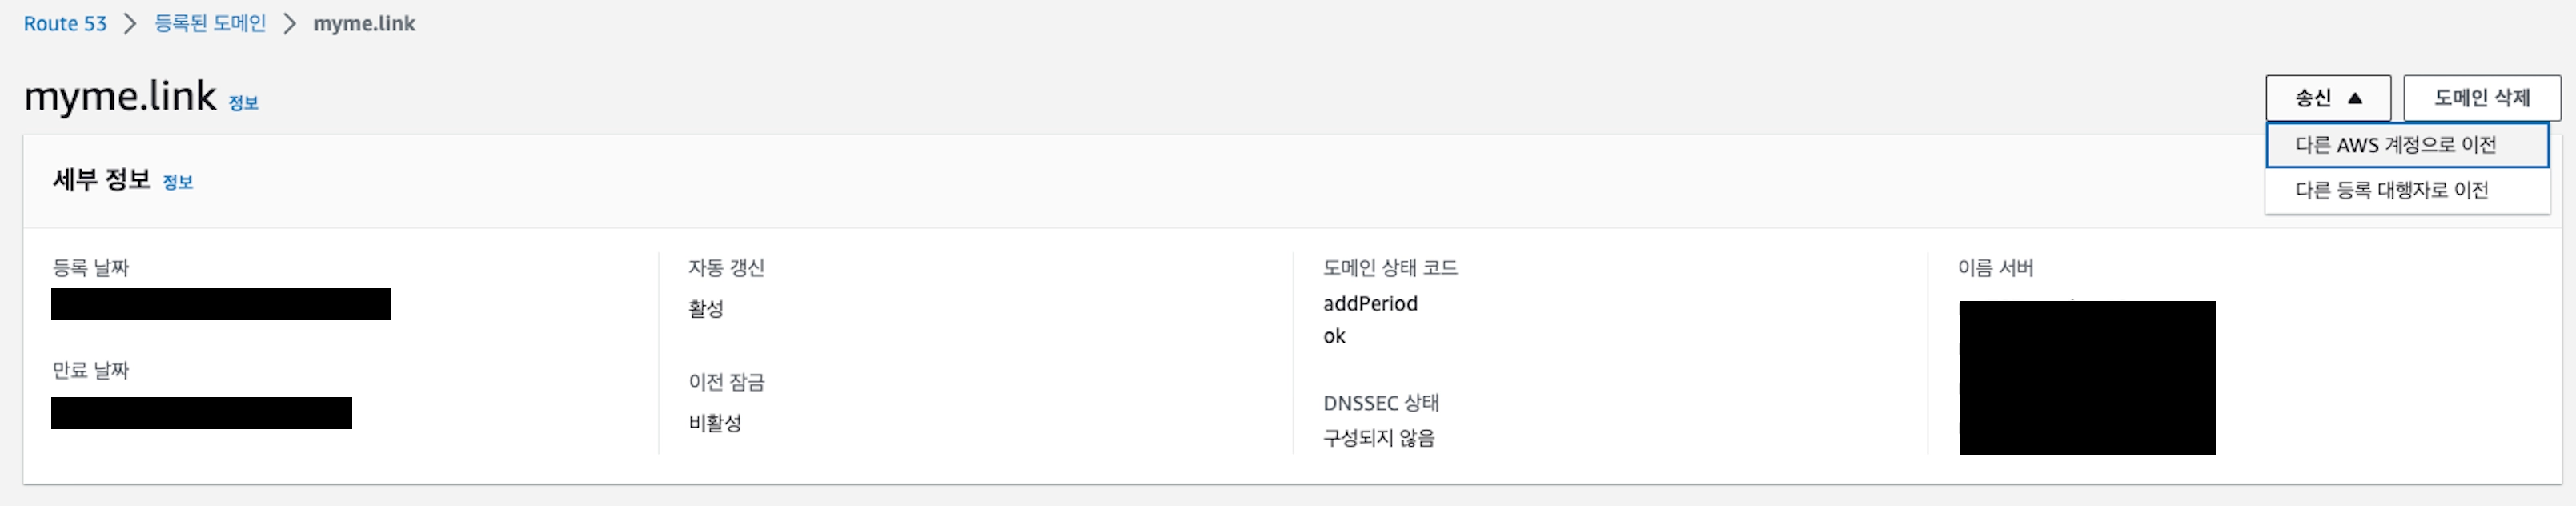 Route 53 > 등록된 도메인 > myme.link
myme.link 정보
송신 ▲
도메인 삭제
다른 AWS 계정으로 이전
다른 등록 대행자로 이전
세부 정보 정보
등록 날짜
만료 날짜
자동 갱신
활성
이전 잠금
비활성
도메인 상태 코드
addPeriod
ok
DNSSEC 상태
구성되지 않음
이름 서버